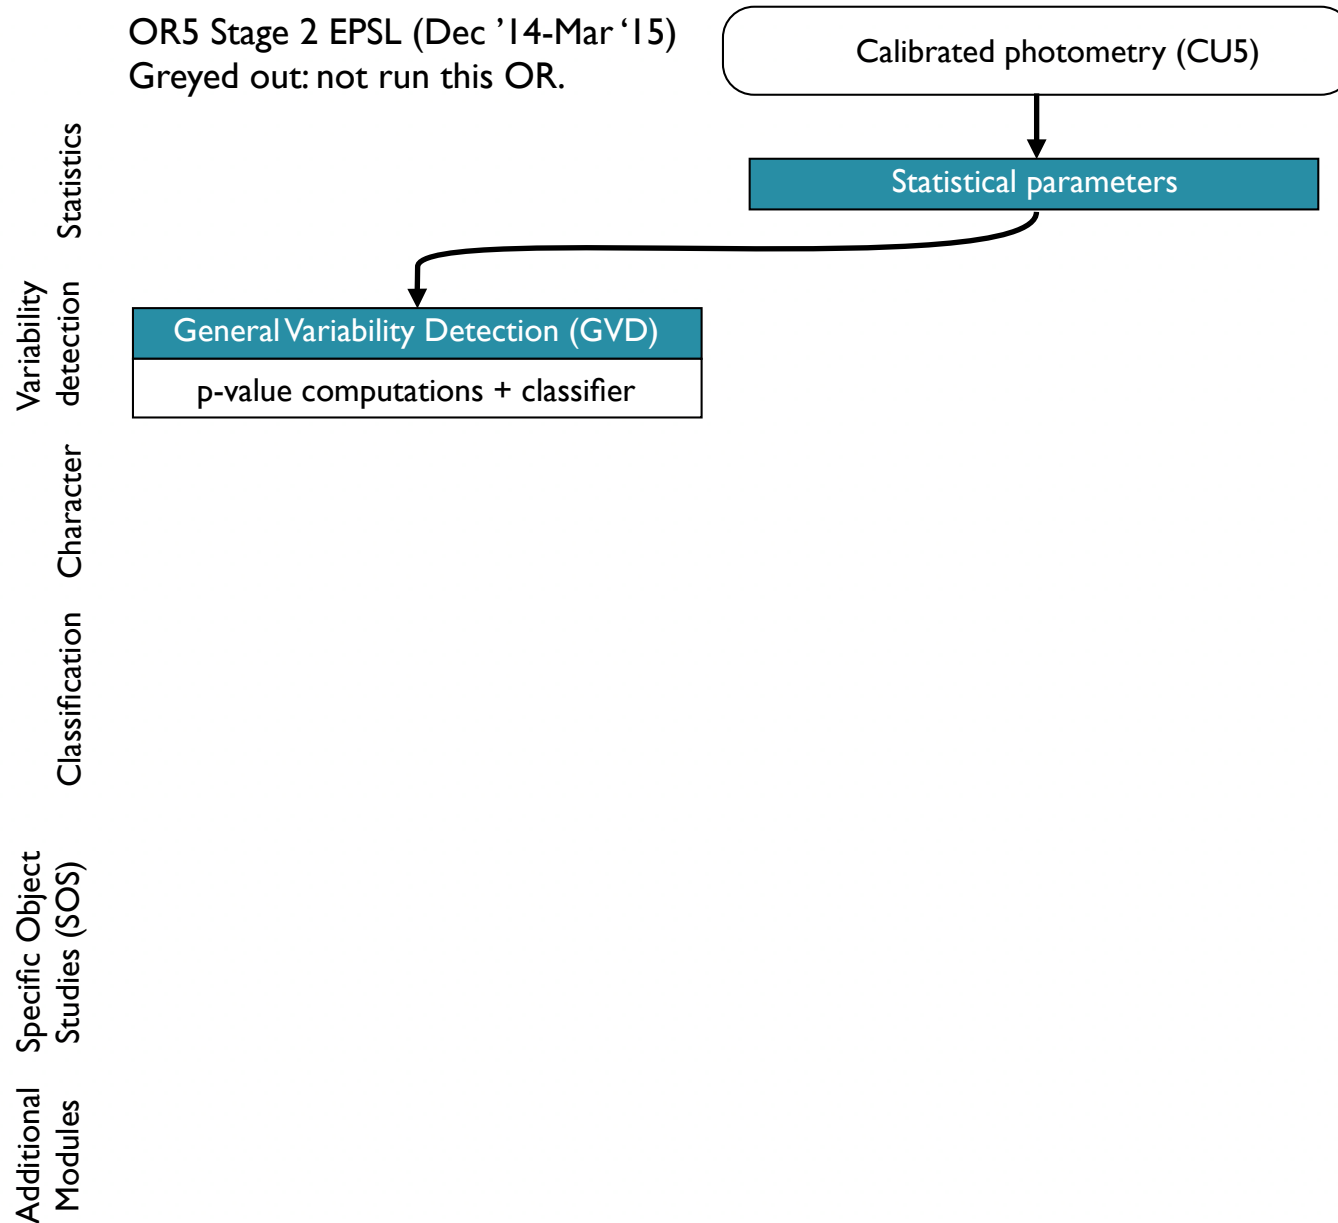 OR5 Stage 2 EPSL (Dec ’14-Mar ‘15)
Greyed out: not run this OR.
Calibrated photometry (CU5)
Statistics
Statistical parameters
Variability
detection
General Variability Detection (GVD)
p-value computations + classifier
Character
Classification
Specific Object
Studies (SOS)
Additional
Modules